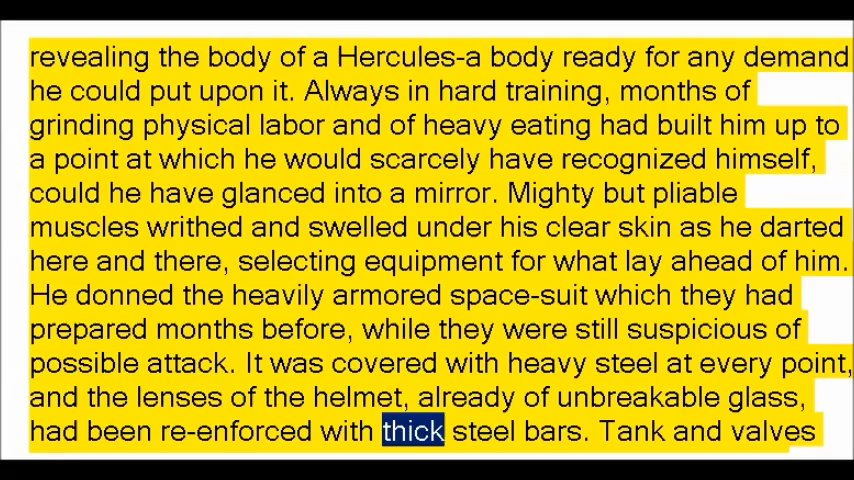 revealing the body of a Hercules-a body ready for any demand
he could put upon it. Always in hard training, months of
grinding physical labor and of heavy eating had built him up to
a point at which he would scarcely have recognized himself,
could he have glanced into a mirror. Mighty but pliable
muscles writhed and swelled under his clear skin as he darted
here and there, selecting equipment for what lay ahead of him.
He donned the heavily armored space-suit which they had
prepared months before, while they were still suspicious of
possible attack. It was covered with heavy steel at every point,
and the lenses of the helmet, already of unbreakable glass,
had been re-enforced with thick steel bars. Tank and valves